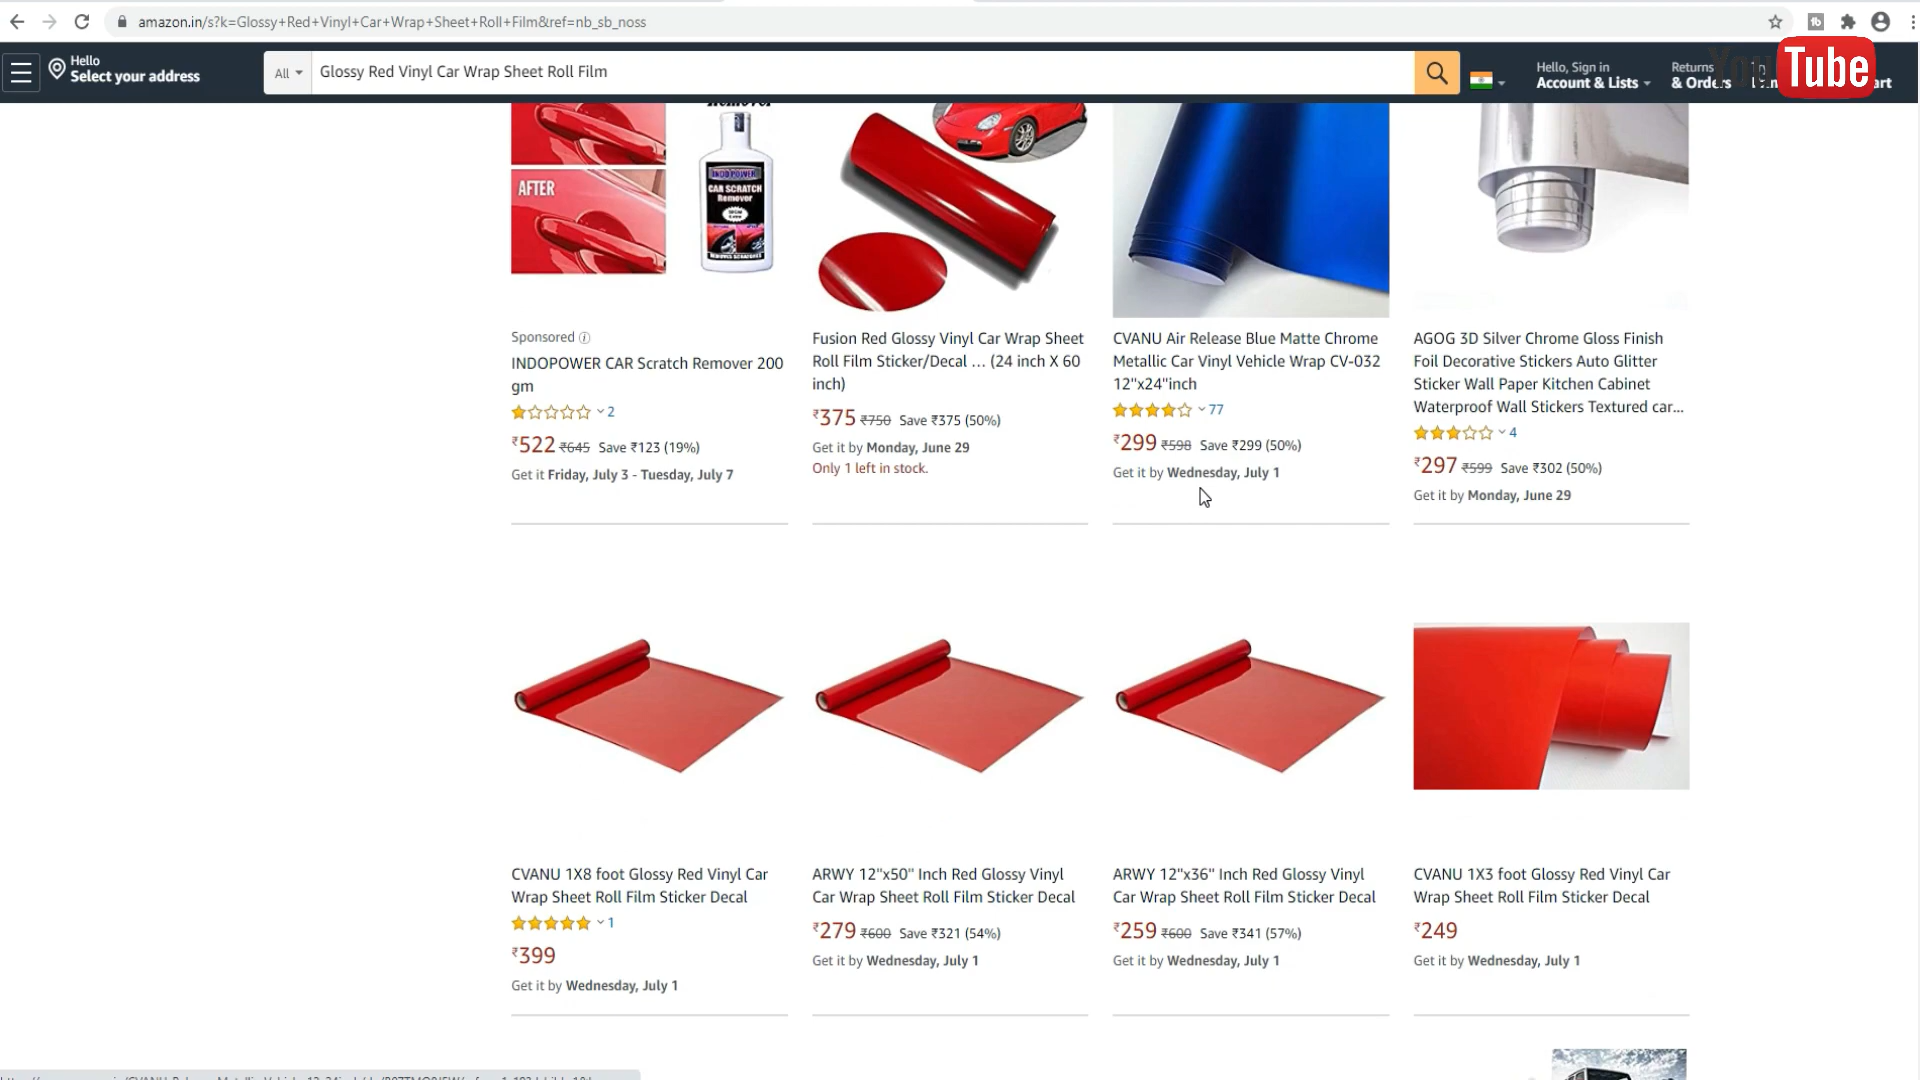 amazon.in/s?k=Glossy+Red+Vinyl+Car+Wrap+Sheet+Roll+Film&ref=nb_sb_noss
Hello
Select your address
All
Glossy Red Vinyl Car Wrap Sheet Roll Film
Hello, Sign in
Account & Lists
Returns
& Orders
YouTube
Remover
AFTER
INDO POWER
CAR SCRATCH
Remover
Sponsored
INDOPOWER CAR Scratch Remover 200
gm
2
₹522 ₹645 Save ₹123 (19%)
Get it Friday, July 3 - Tuesday, July 7
Fusion Red Glossy Vinyl Car Wrap Sheet
Roll Film Sticker/Decal ... (24 inch X 60
inch)
₹375 ₹750 Save ₹375 (50%)
Get it by Monday, June 29
Only 1 left in stock.
CVANU Air Release Blue Matte Chrome
Metallic Car Vinyl Vehicle Wrap CV-032
12"x24"inch
77
₹299 ₹598 Save ₹299 (50%)
Get it by Wednesday, July 1
AGOG 3D Silver Chrome Gloss Finish
Foil Decorative Stickers Auto Glitter
Sticker Wall Paper Kitchen Cabinet
Waterproof Wall Stickers Textured car...
4
₹297 ₹599 Save ₹302 (50%)
Get it by Monday, June 29
CVANU 1X8 foot Glossy Red Vinyl Car
Wrap Sheet Roll Film Sticker Decal
1
₹399
Get it by Wednesday, July 1
ARWY 12"x50" Inch Red Glossy Vinyl
Car Wrap Sheet Roll Film Sticker Decal
₹279 ₹600 Save ₹321 (54%)
Get it by Wednesday, July 1
ARWY 12"x36" Inch Red Glossy Vinyl
Car Wrap Sheet Roll Film Sticker Decal
₹259 ₹600 Save ₹341 (57%)
Get it by Wednesday, July 1
CVANU 1X3 foot Glossy Red Vinyl Car
Wrap Sheet Roll Film Sticker Decal
₹249
Get it by Wednesday, July 1